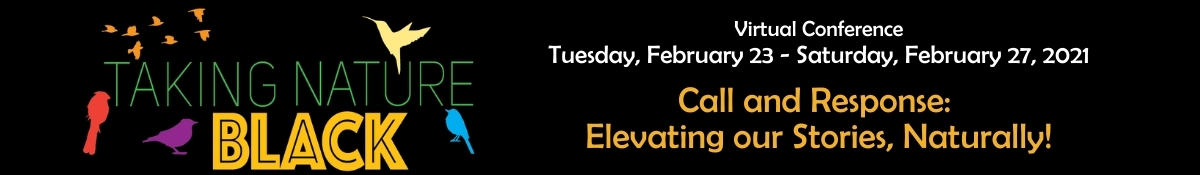 TAKING NATURE
BLACK
Virtual Conference
Tuesday, February 23 - Saturday, February 27, 2021
Call and Response:
Elevating our Stories, Naturally!